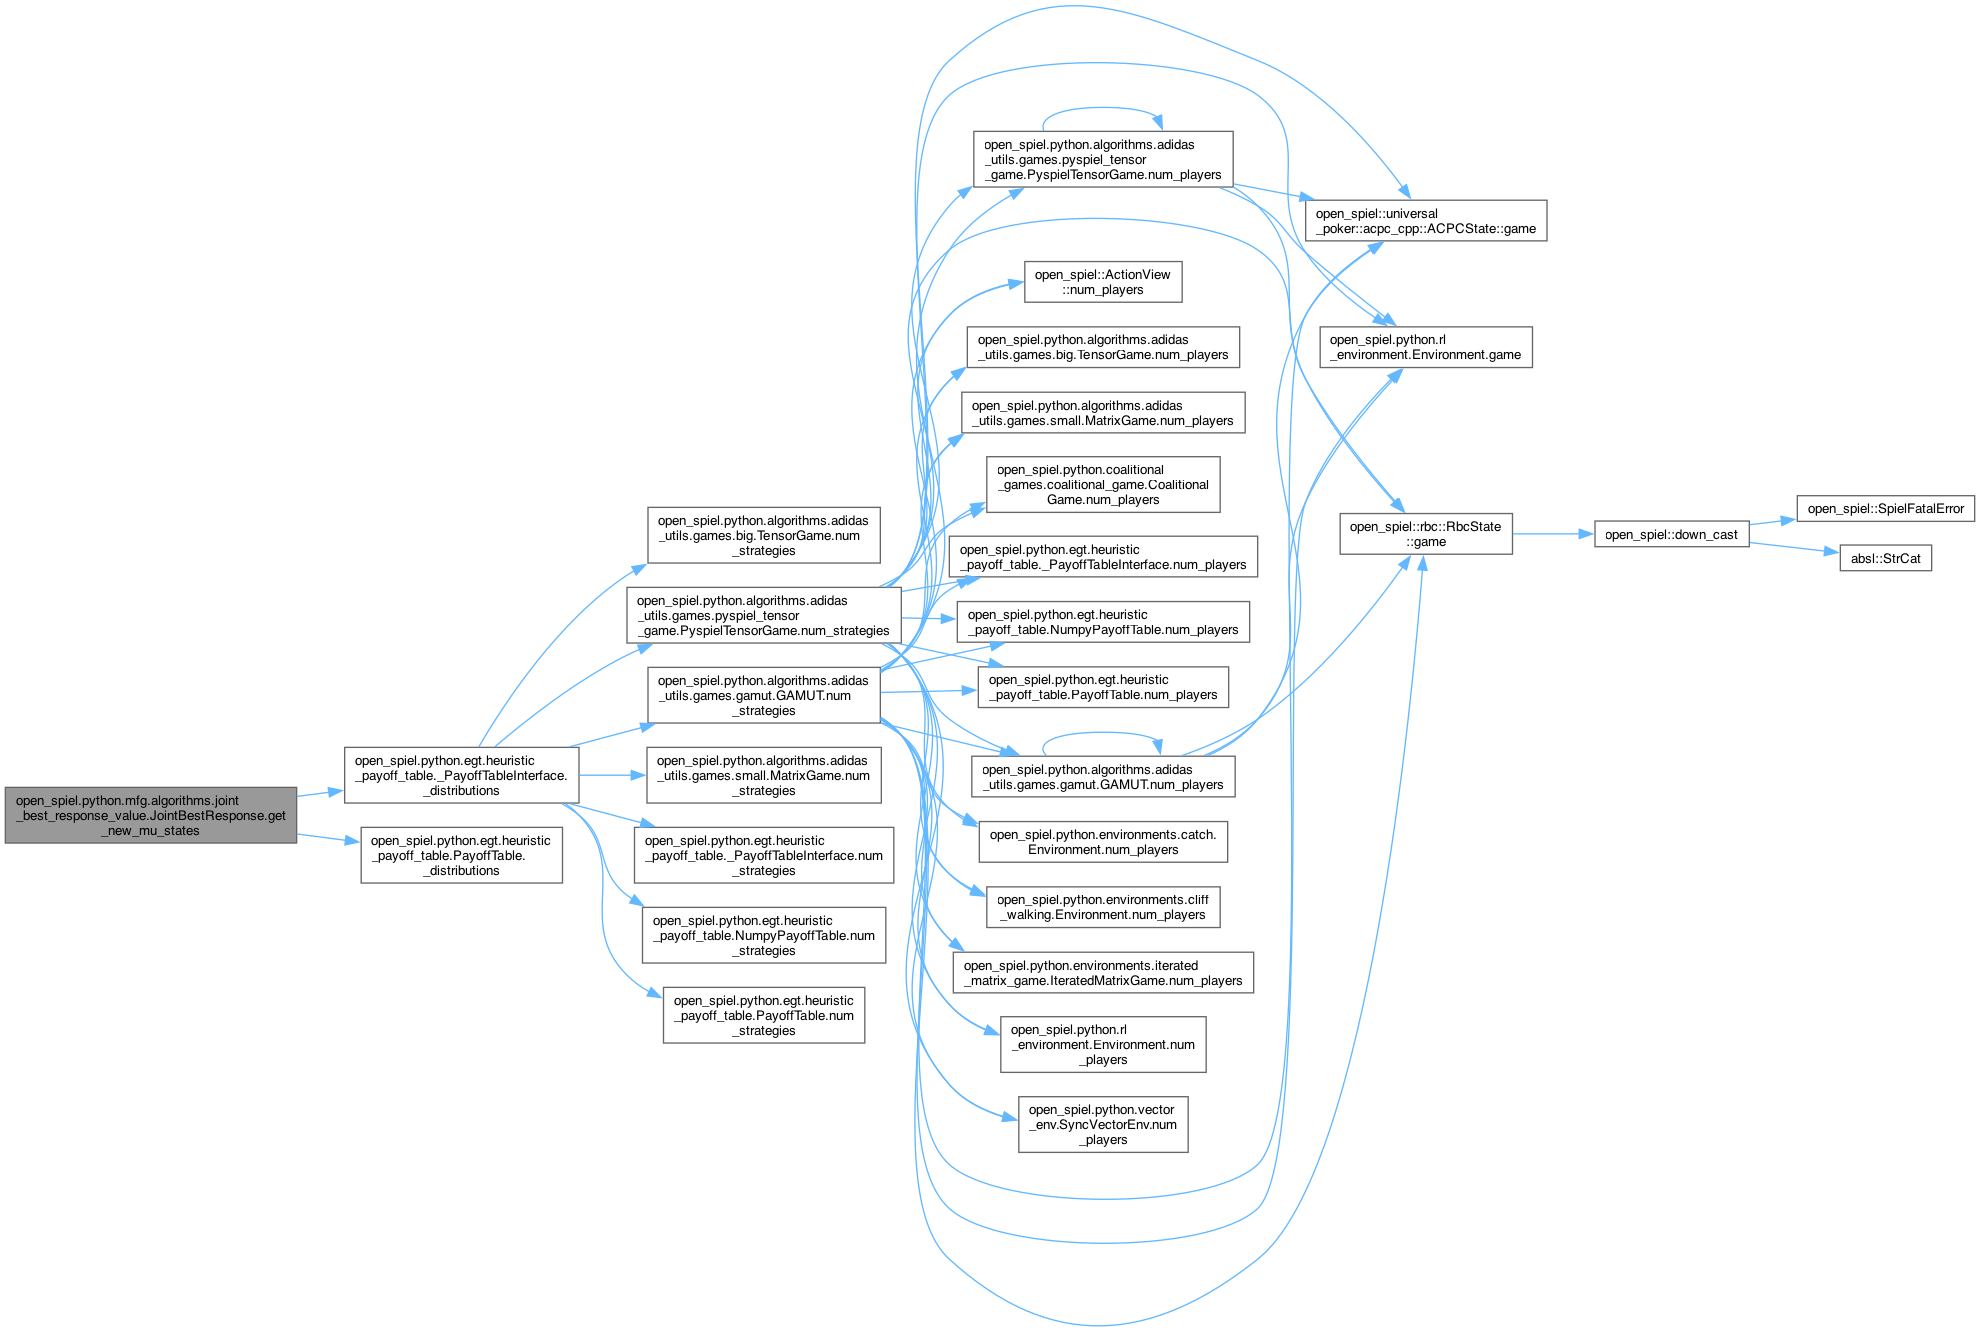 open_spiel.python.mfg.algorithms.joint
_best_response_value.JointBestResponse.get
_new_mu_states
open_spiel.python.egt.heuristic
_payoff_table._PayoffTableInterface.
_distributions
open_spiel.python.egt.heuristic
_payoff_table.PayoffTable.
_distributions
open_spiel.python.algorithms.adidas
_utils.games.big.TensorGame.num
_strategies
open_spiel.python.algorithms.adidas
_utils.games.pyspiel_tensor
_game.PyspielTensorGame.num_strategies
open_spiel.python.algorithms.adidas
_utils.games.gamut.GAMUT.num
_strategies
open_spiel.python.algorithms.adidas
_utils.games.small.MatrixGame.num
_strategies
open_spiel.python.egt.heuristic
_payoff_table._PayoffTableInterface.num
_strategies
open_spiel.python.egt.heuristic
_payoff_table.NumpyPayoffTable.num
_strategies
open_spiel.python.egt.heuristic
_payoff_table.PayoffTable.num
_strategies
open_spiel.python.algorithms.adidas
_utils.games.pyspiel_tensor
_game.PyspielTensorGame.num_players
open_spiel::ActionView
::num_players
open_spiel.python.algorithms.adidas
_utils.games.big.TensorGame.num_players
open_spiel.python.algorithms.adidas
_utils.games.small.MatrixGame.num_players
open_spiel.python.coalitional
_games.coalitional_game.Coalitional
Game.num_players
open_spiel.python.egt.heuristic
_payoff_table._PayoffTableInterface.num_players
open_spiel.python.egt.heuristic
_payoff_table.NumpyPayoffTable.num_players
open_spiel.python.egt.heuristic
_payoff_table.PayoffTable.num_players
open_spiel.python.algorithms.adidas
_utils.games.gamut.GAMUT.num_players
open_spiel.python.environments.catch.
Environment.num_players
open_spiel.python.environments.cliff
_walking.Environment.num_players
open_spiel.python.environments.iterated
_matrix_game.IteratedMatrixGame.num_players
open_spiel.python.rl
_environment.Environment.num
_players
open_spiel.python.vector
_env.SyncVectorEnv.num
_players
open_spiel::universal
_poker::acpc_cpp::ACPCState::game
open_spiel.python.rl
_environment.Environment.game
open_spiel::rbc::RbcState
::game
open_spiel::down_cast
open_spiel::SpielFatalError
absl::StrCat